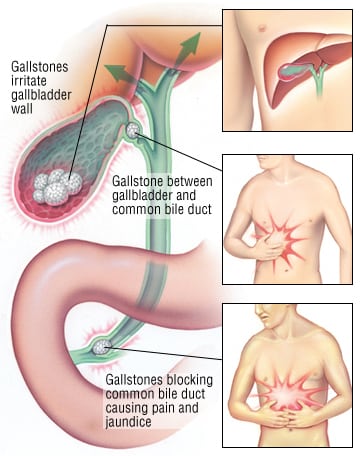 Gallstones
irritate
gallbladder
wall
Gallstone between
gallbladder and
common bile duct
Gallstones blocking
common bile duct
causing pain and
jaundice